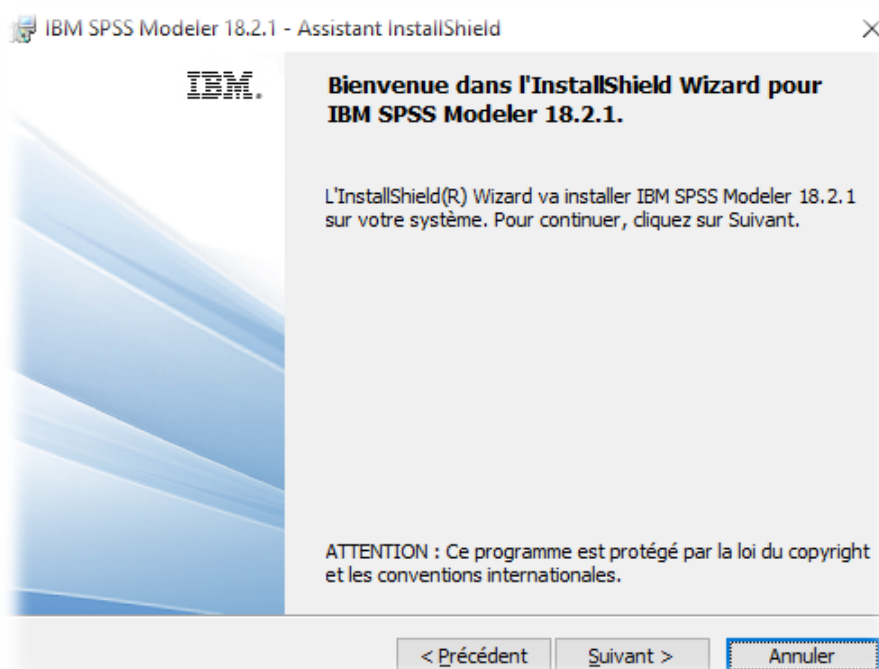 IBM SPSS Modeler 18.2.1 - Assistant InstallShield
IBM.
Bienvenue dans l'InstallShield Wizard pour
IBM SPSS Modeler 18.2.1.
L'InstallShield(R) Wizard va installer IBM SPSS Modeler 18.2.1
sur votre système. Pour continuer, cliquez sur Suivant.
ATTENTION : Ce programme est protégé par la loi du copyright
et les conventions internationales.
< Précédent
Suivant >
Annuler